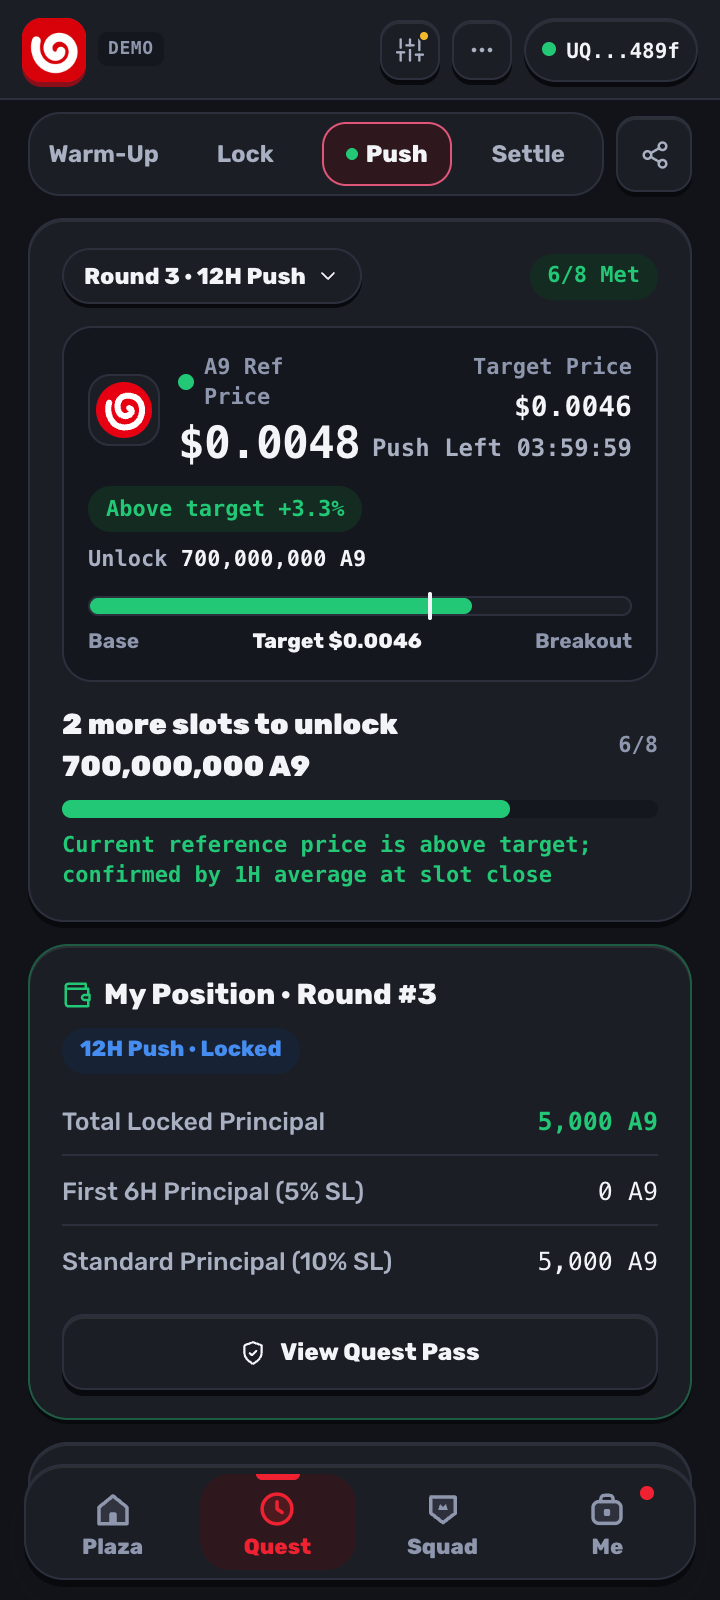 DEMO
UQ...489f
Warm-Up
Lock
Push
Settle
Round 3 • 12H Push
6/8 Met
A9 Ref
Price
$0.0048
Target Price
$0.0046
Push Left 03:59:59
Above target +3.3%
Unlock 700,000,000 A9
Base
Target $0.0046
Breakout
2 more slots to unlock
700,000,000 A9
6/8
Current reference price is above target;
confirmed by 1H average at slot close
My Position • Round #3
12H Push • Locked
Total Locked Principal
5,000 A9
First 6H Principal (5% SL)
0 A9
Standard Principal (10% SL)
5,000 A9
View Quest Pass
Plaza
Quest
Squad
Me